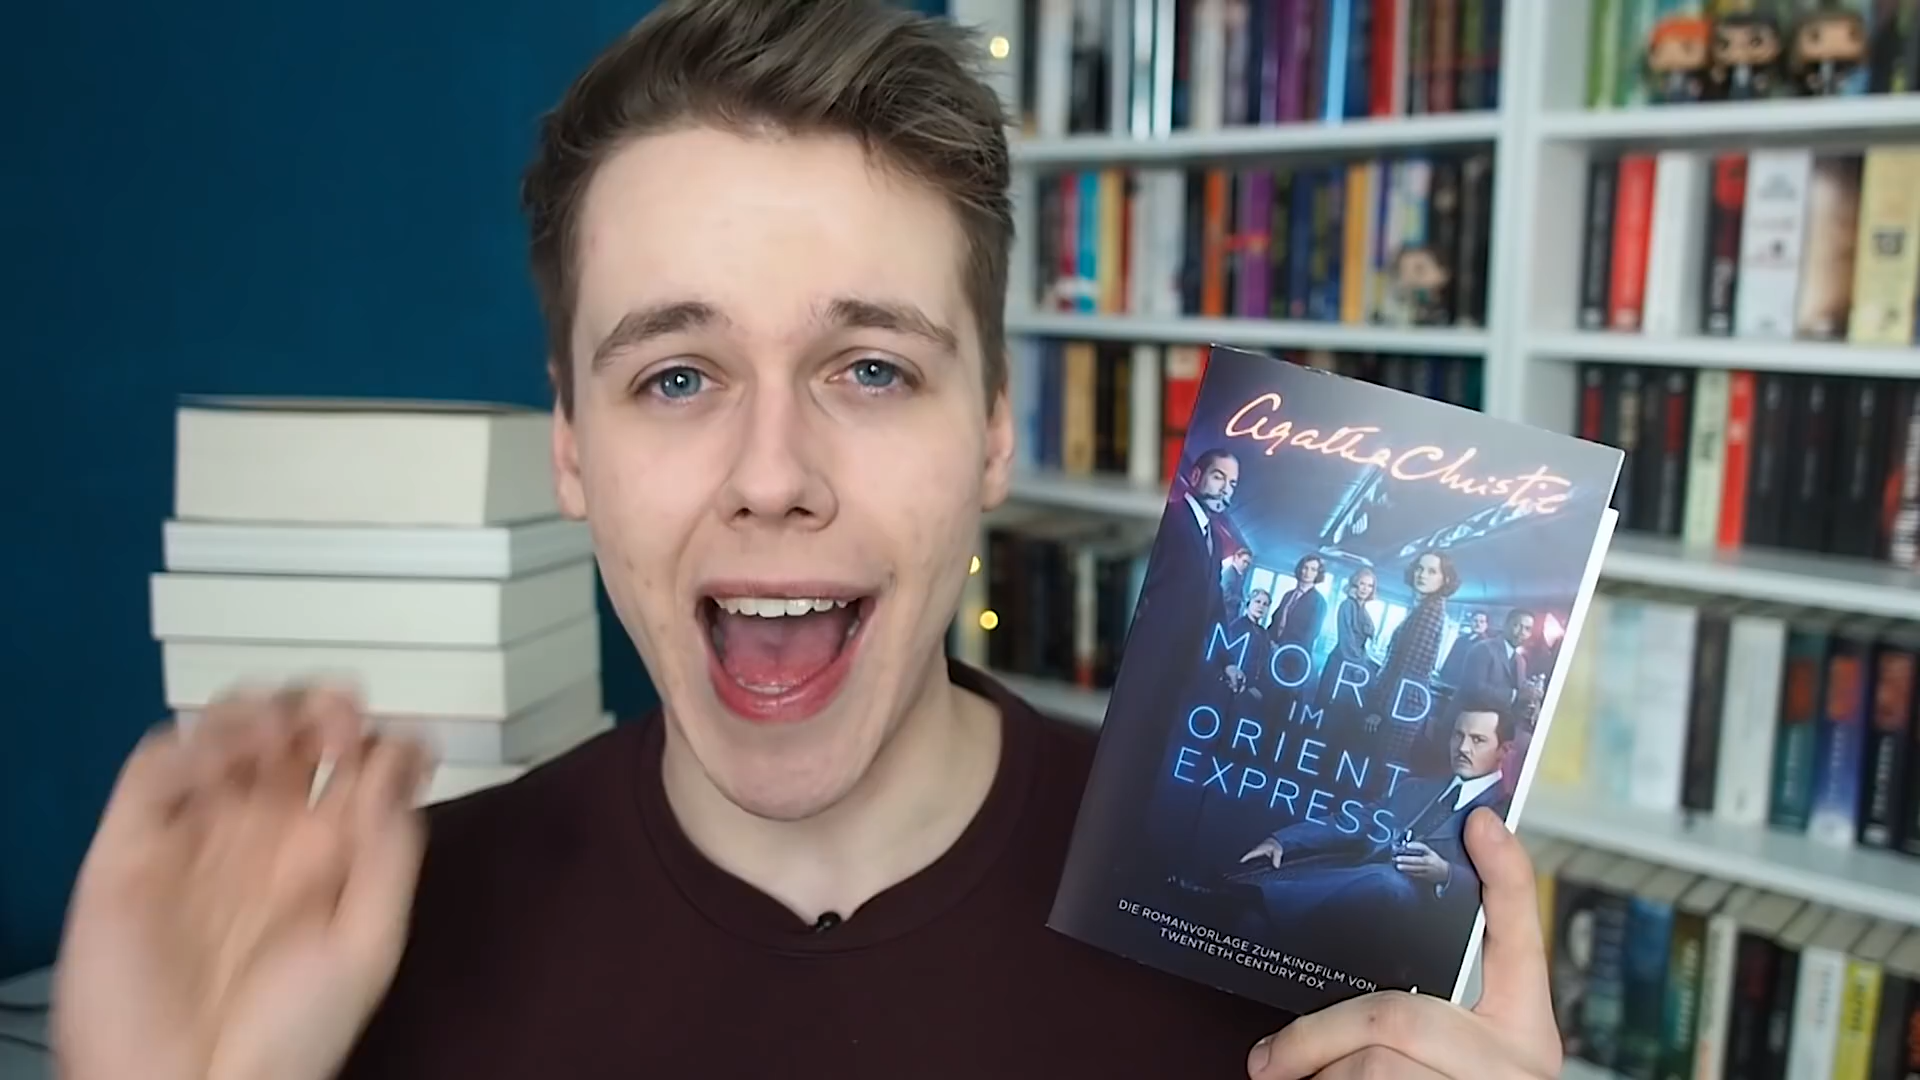 Agatha Christie
MORD
IM
ORIENT
EXPRESS
DIE ROMANVORLAGE ZUM KINOFILM VON
TWENTIETH CENTURY FOX